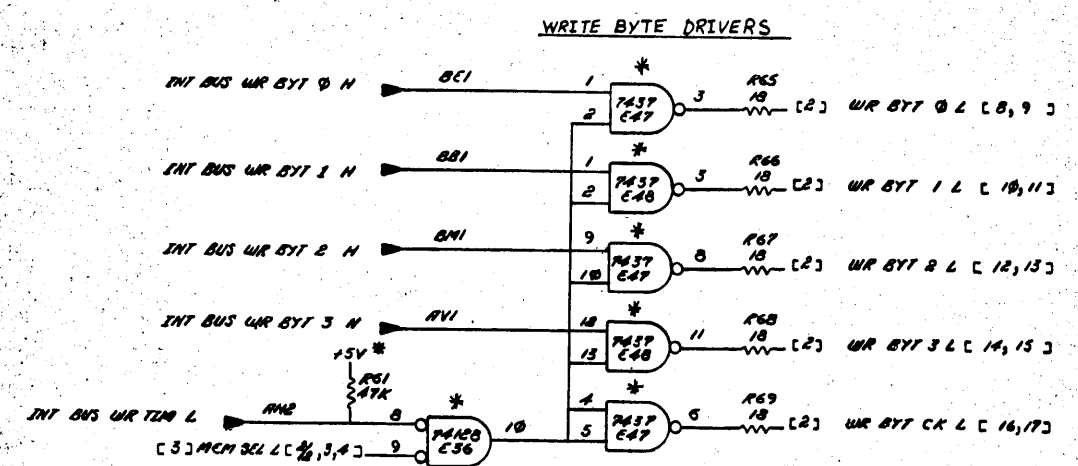 WRITE BYTE DRIVERS
INT BUS WR BYT 0 H
BE1
1
2
*
7437
E47
3
R65
18
[2] WR BYT 0 L [8, 9]
INT BUS WR BYT 1 H
BB1
1
2
*
7437
E48
3
R66
18
[2] WR BYT 1 L [10, 11]
INT BUS WR BYT 2 H
BM1
9
10
*
7437
E47
8
R67
18
[2] WR BYT 2 L [12, 13]
INT BUS WR BYT 3 H
AV1
12
13
*
7437
E48
11
R68
18
[2] WR BYT 3 L [14, 15]
+5V *
R61
47K
INT BUS WR TIM L
AH2
8
[3] MEM SEL L
,3,4]
9
*
74128
E36
10
4
5
*
7437
E47
6
R69
18
[2] WR BYT CK L [16,17]